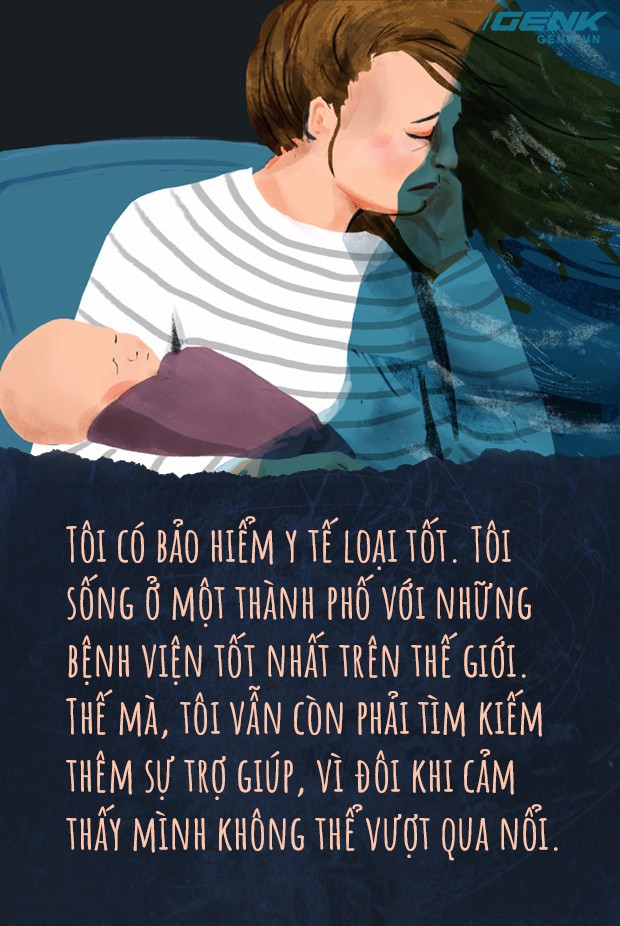 GENK
GENK.VN
Tôi có bảo hiểm y tế loại tốt. Tôi
sống ở một thành phố với những
bệnh viện tốt nhất trên thế giới.
Thế mà, tôi vẫn còn phải tìm kiếm
thêm sự trợ giúp, vì đôi khi cảm
thấy mình không thể vượt qua nổi.